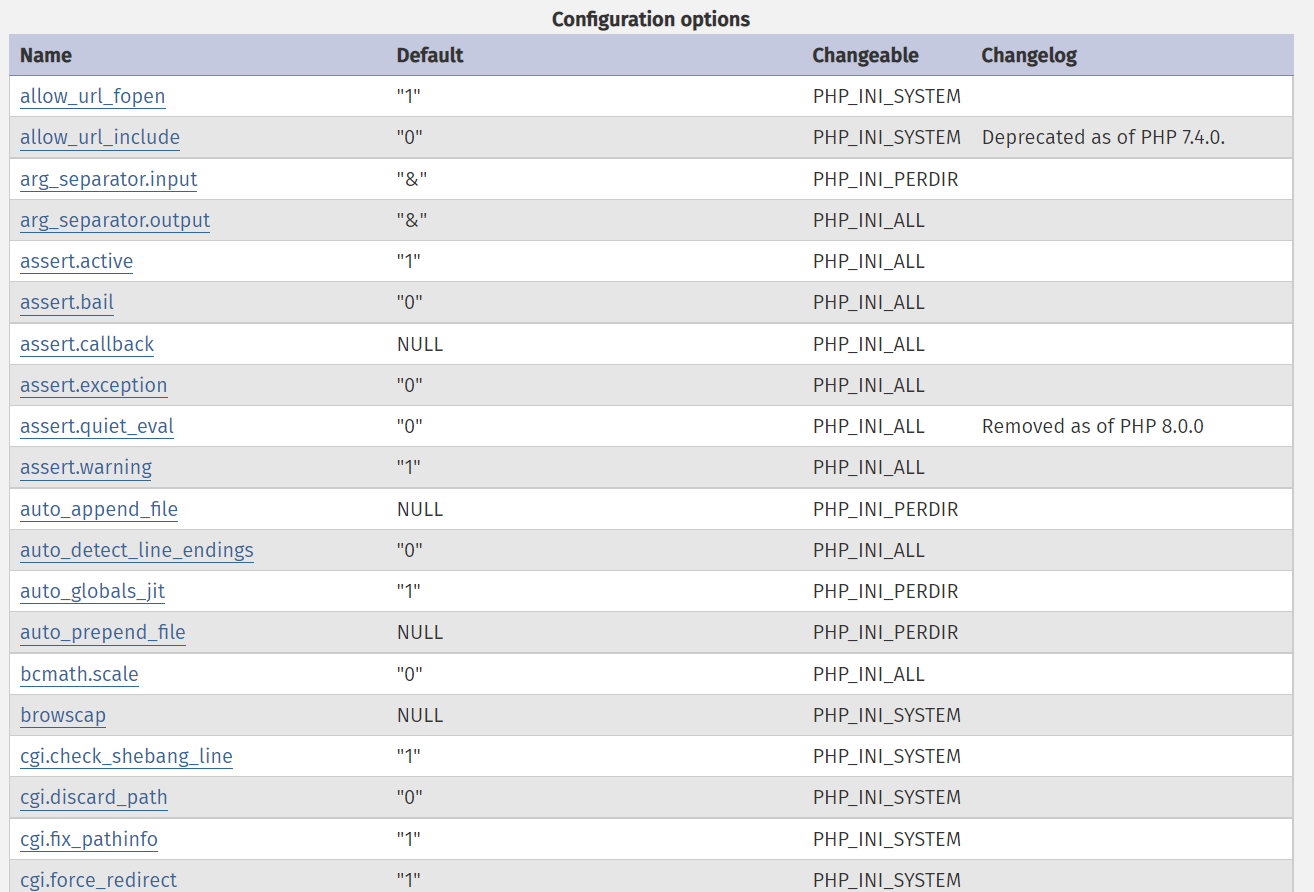 Configuration options
Name Default Changeable Changelog
allow_url_fopen "1" PHP_INI_SYSTEM
allow_url_include "0" PHP_INI_SYSTEM Deprecated as of PHP 7.4.0.
arg_separator.input "&" PHP_INI_PERDIR
arg_separator.output "&" PHP_INI_ALL
assert.active "1" PHP_INI_ALL
assert.bail "0" PHP_INI_ALL
assert.callback NULL PHP_INI_ALL
assert.exception "0" PHP_INI_ALL
assert.quiet_eval "0" PHP_INI_ALL Removed as of PHP 8.0.0
assert.warning "1" PHP_INI_ALL
auto_append_file NULL PHP_INI_PERDIR
auto_detect_line_endings "0" PHP_INI_ALL
auto_globals_jit "1" PHP_INI_PERDIR
auto_prepend_file NULL PHP_INI_PERDIR
bcmath.scale "0" PHP_INI_ALL
browscap NULL PHP_INI_SYSTEM
cgi.check_shebang_line "1" PHP_INI_SYSTEM
cgi.discard_path "0" PHP_INI_SYSTEM
cgi.fix_pathinfo "1" PHP_INI_SYSTEM
cgi.force_redirect "1" PHP_INI_SYSTEM